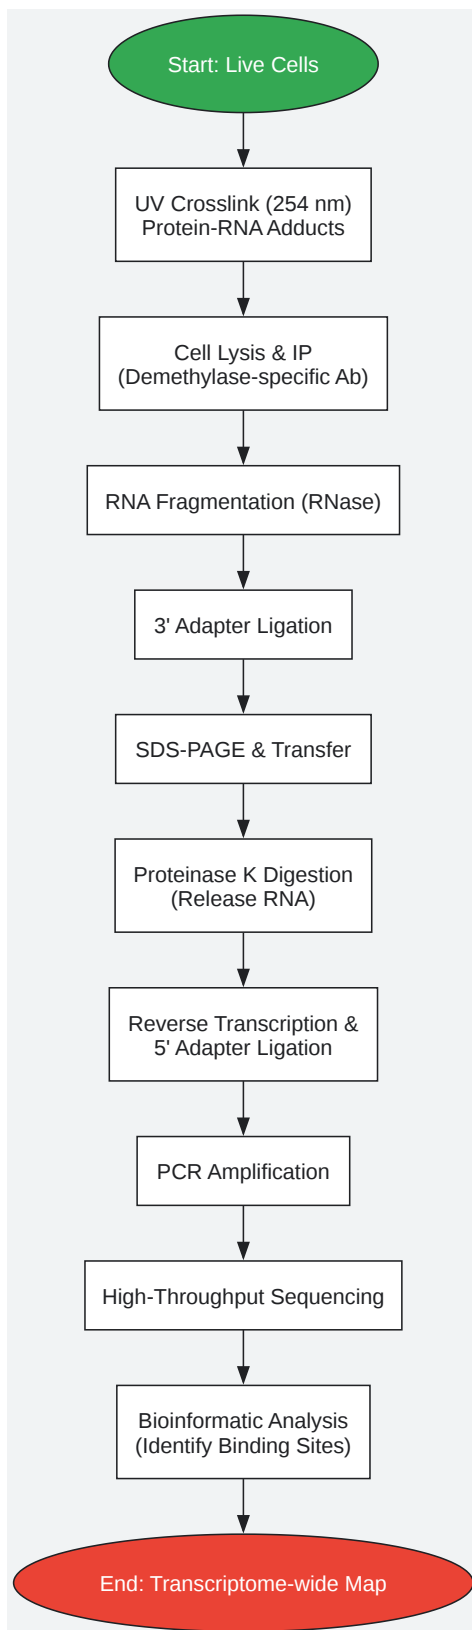 Start: Live Cells
UV Crosslink (254 nm)
Protein-RNA Adducts
Cell Lysis & IP
(Demethylase-specific Ab)
RNA Fragmentation (RNase)
3' Adapter Ligation
SDS-PAGE & Transfer
Proteinase K Digestion
(Release RNA)
Reverse Transcription &
5' Adapter Ligation
PCR Amplification
High-Throughput Sequencing
Bioinformatic Analysis
(Identify Binding Sites)
End: Transcriptome-wide Map